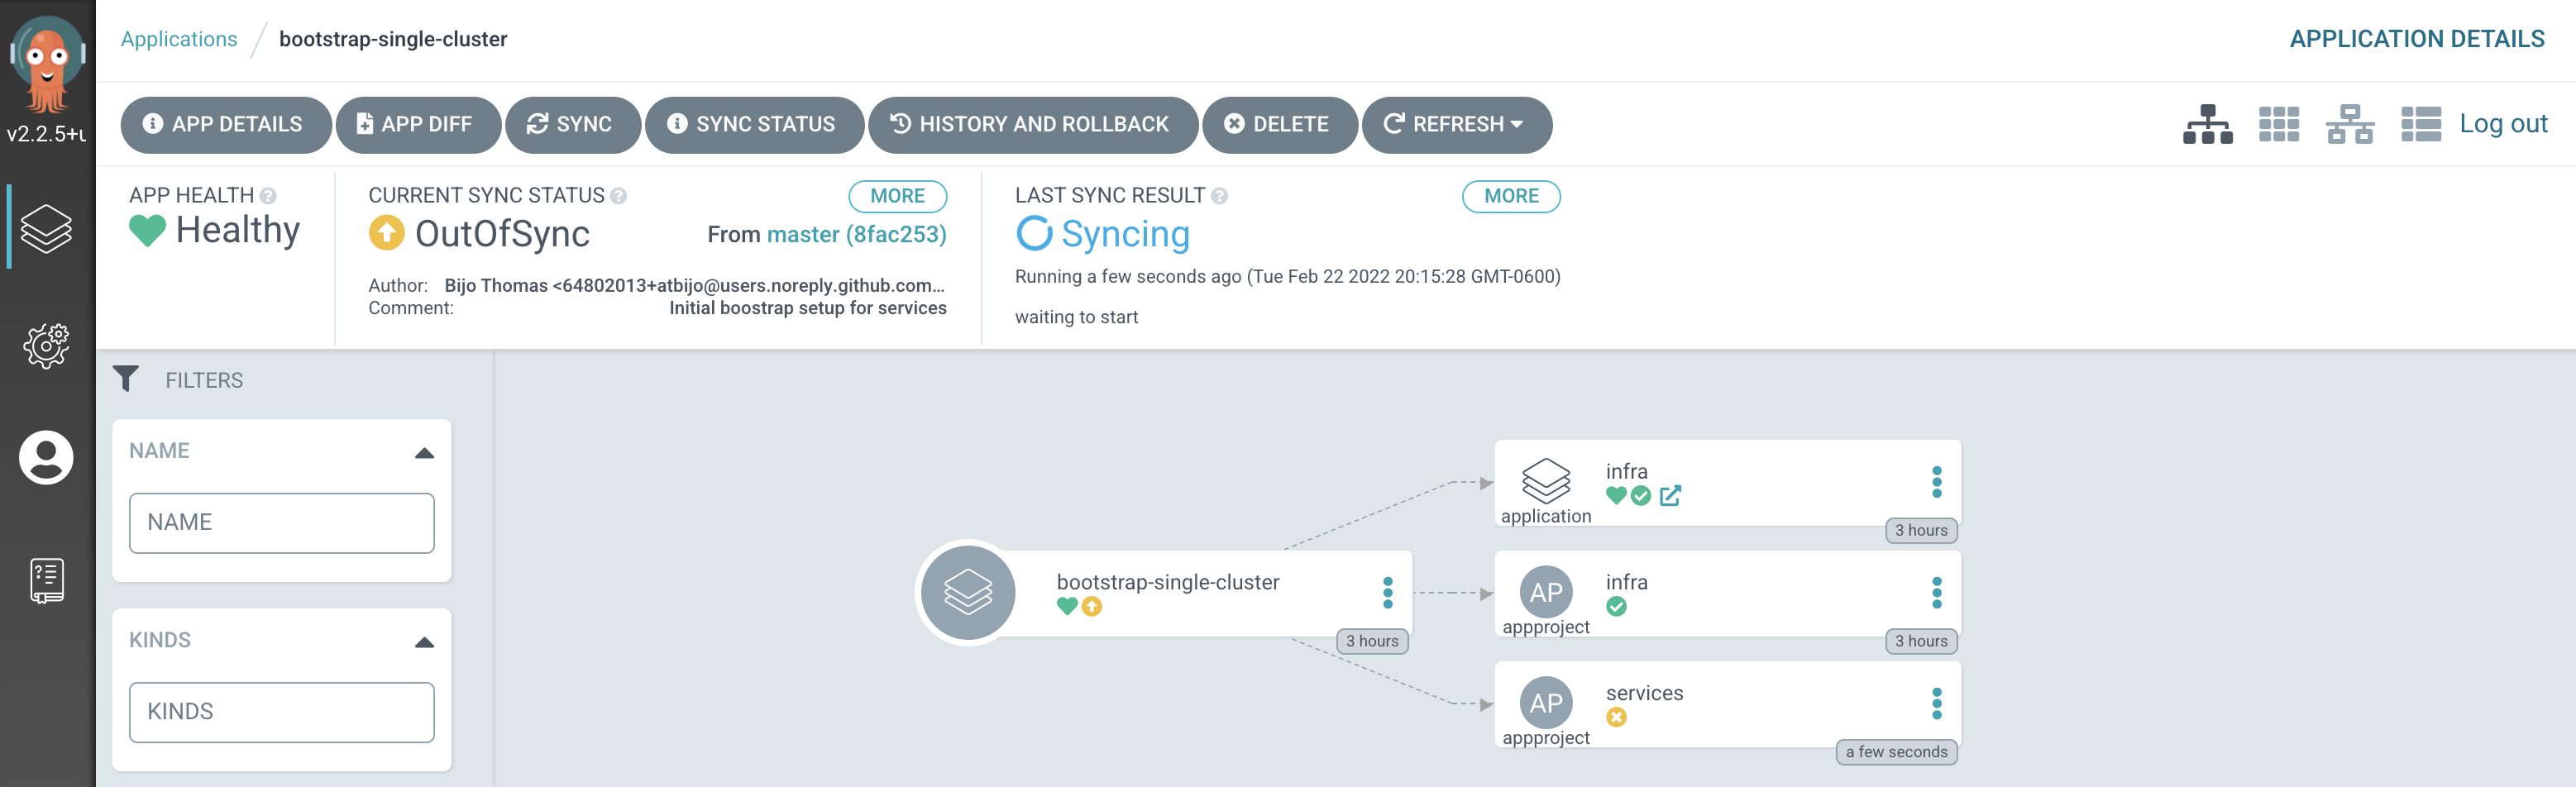 Applications / bootstrap-single-cluster
APPLICATION DETAILS
v2.2.5+u
APP DETAILS
APP DIFF
SYNC
SYNC STATUS
HISTORY AND ROLLBACK
DELETE
REFRESH
Log out
APP HEALTH
Healthy
CURRENT SYNC STATUS
MORE
OutOfSync
From master (8fac253)
Author: Bijo Thomas <64802013+atbijo@users.noreply.github.com...
Comment: Initial boostrap setup for services
LAST SYNC RESULT
MORE
Syncing
Running a few seconds ago (Tue Feb 22 2022 20:15:28 GMT-0600)
waiting to start
FILTERS
NAME
NAME
KINDS
KINDS
bootstrap-single-cluster
3 hours
infra
application
3 hours
AP
infra
appproject
3 hours
AP
services
appproject
a few seconds